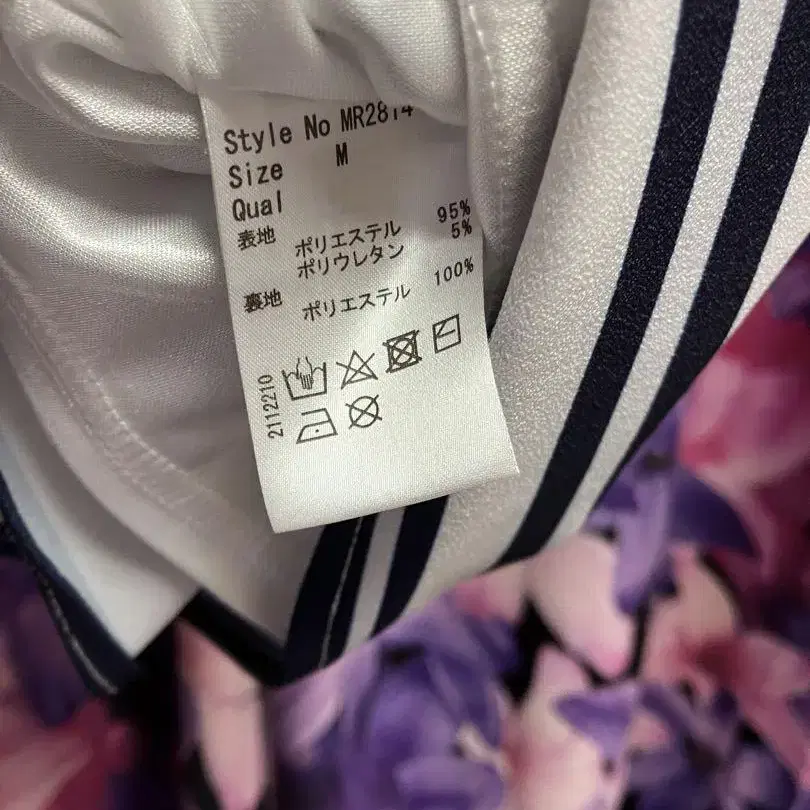 Style No MR2814
Size M
Qual
表地 ポリエステル 95%
ポリウレタン 5%
裏地 ポリエステル 100%
2112210